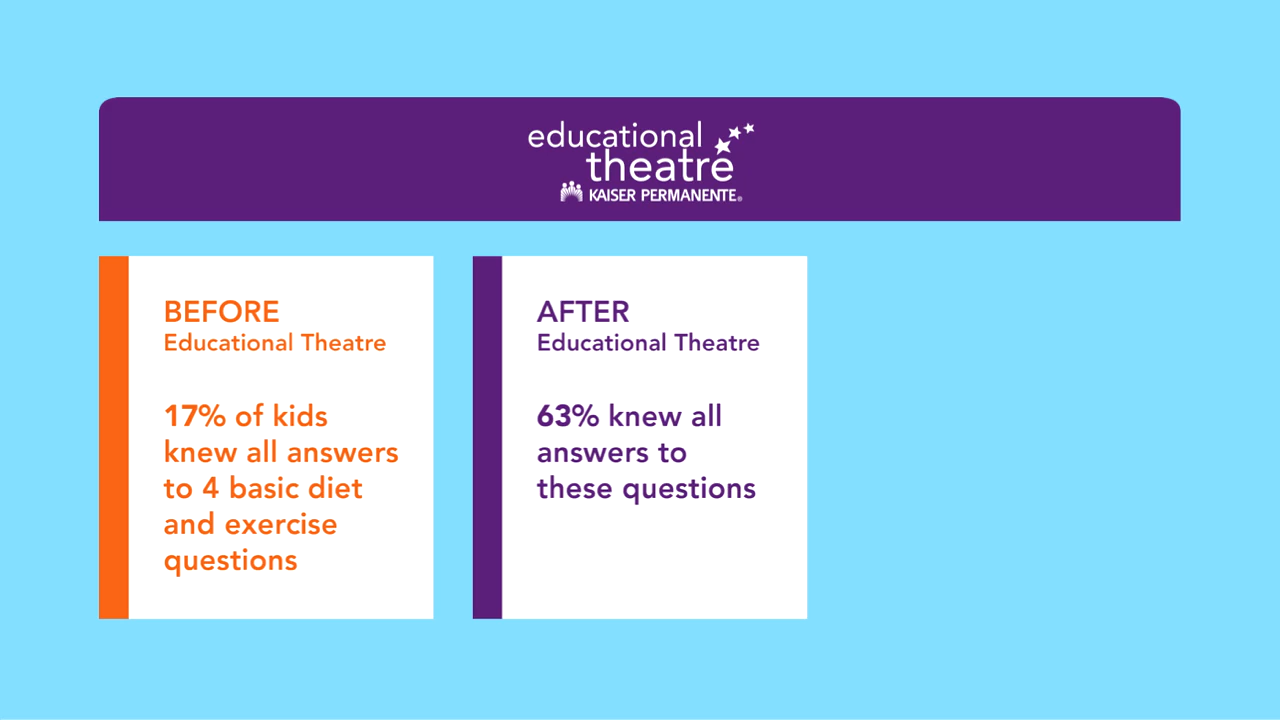 educational
theatre
KAISER PERMANENTE®
BEFORE
Educational Theatre
17% of kids
knew all answers
to 4 basic diet
and exercise
questions
AFTER
Educational Theatre
63% knew all
answers to
these questions